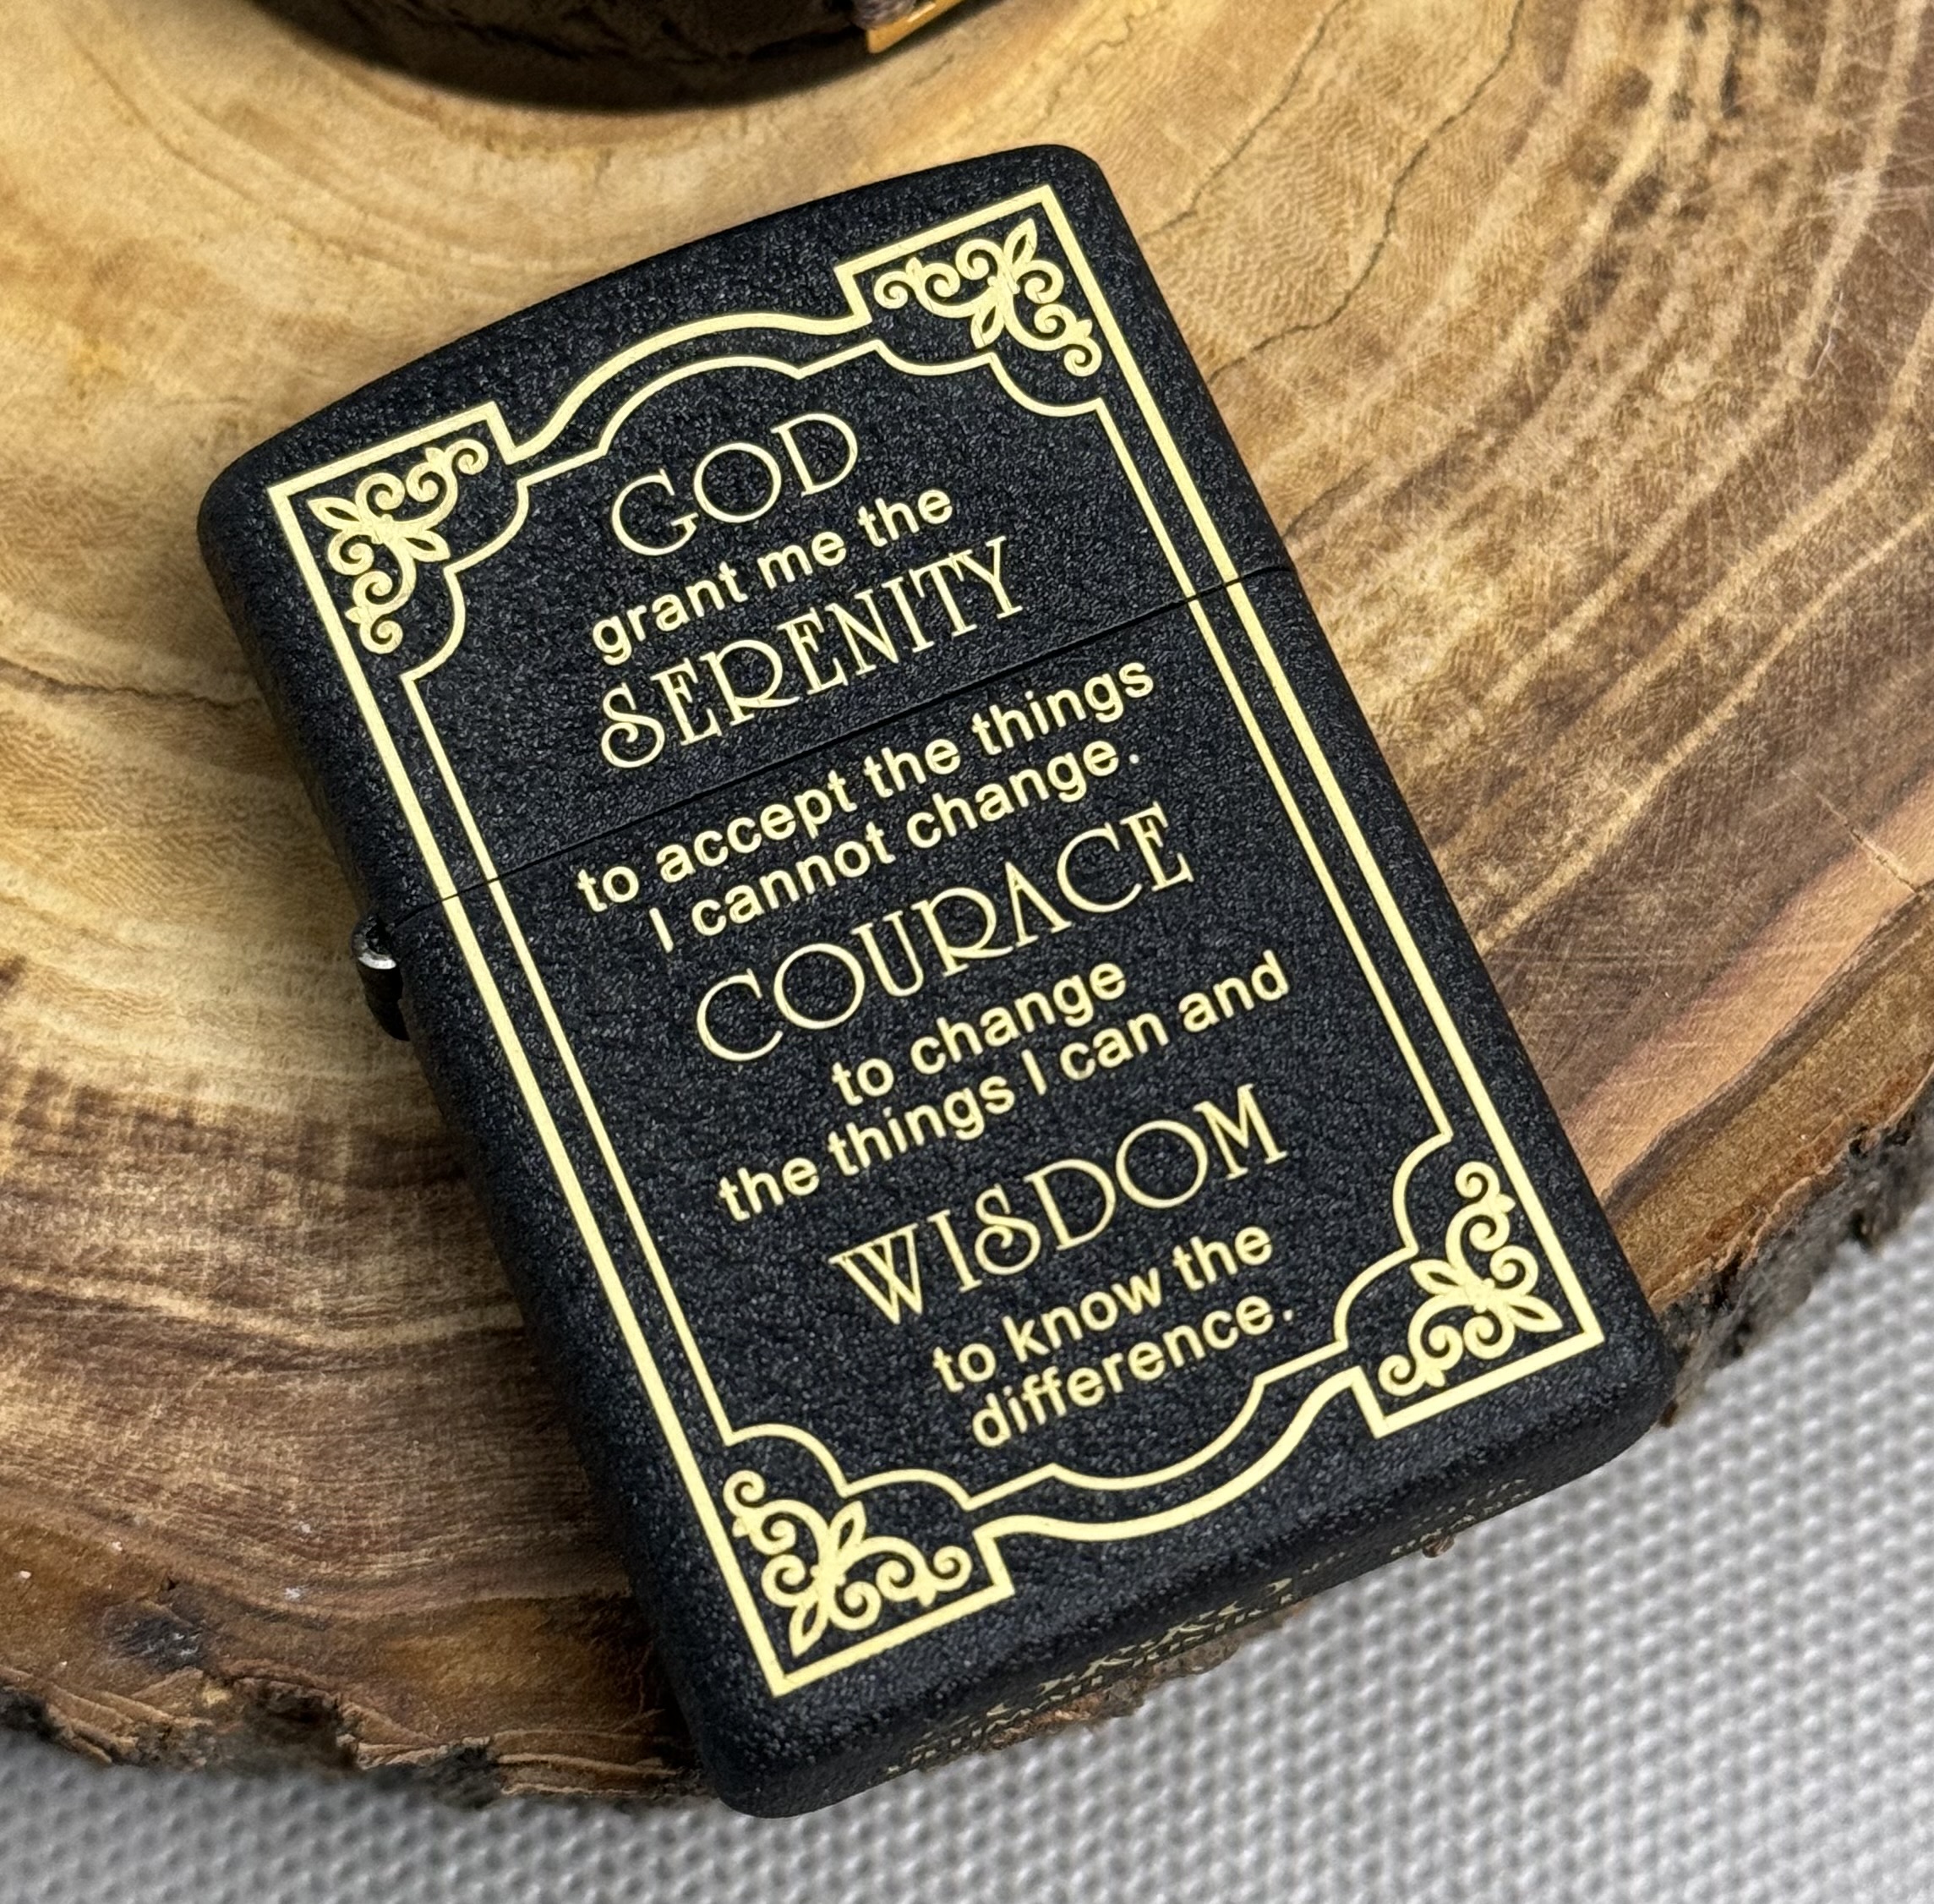 GOD
grant me the
SERENITY
to accept the things
I cannot change.
COURAGE
to change
the things I can and
WISDOM
to know the
difference.